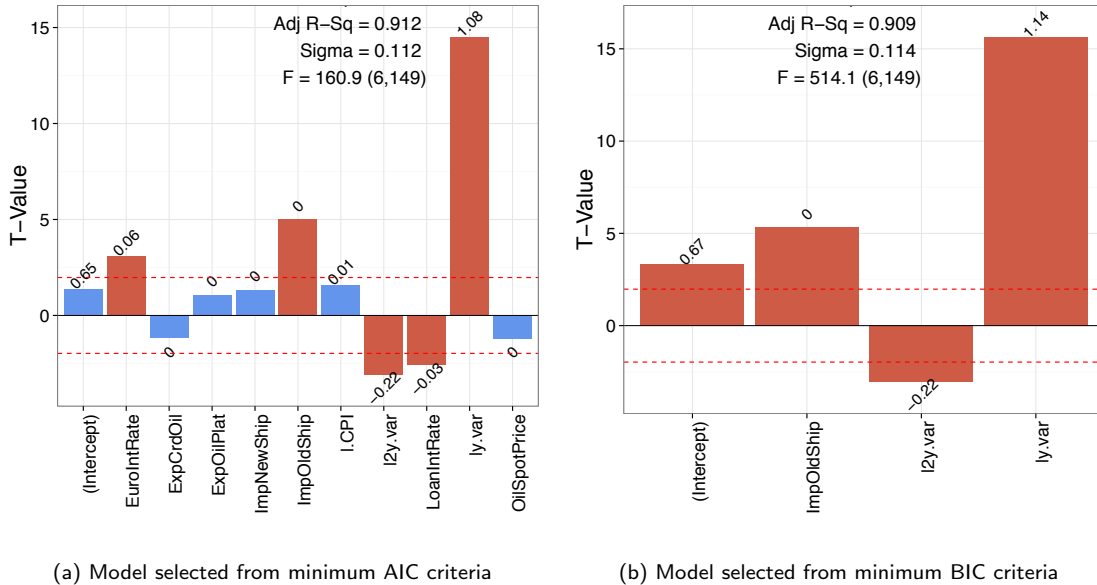 Adj R−Sq = 0.912
Sigma = 0.112
F = 160.9 (6,149)
T−Value
15
10
5
0
0.65
0.06
0
0
0
0
0.01
−0.22
−0.03
1.08
0
(Intercept)
EuroIntRate
ExpCrdOil
ExpOilPlat
ImpNewShip
ImpOldShip
l.CPI
l2y.var
LoanIntRate
ly.var
OilSpotPrice
(a) Model selected from minimum AIC criteria
Adj R−Sq = 0.909
Sigma = 0.114
F = 514.1 (6,149)
T−Value
15
10
5
0
0.67
0
−0.22
1.14
(Intercept)
ImpOldShip
l2y.var
ly.var
(b) Model selected from minimum BIC criteria